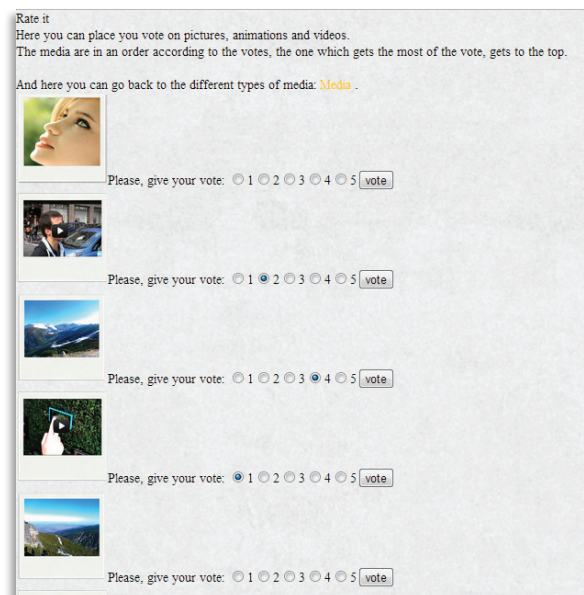 Rate it
Here you can place you vote on pictures, animations and videos.
The media are in an order according to the votes, the one which gets the most of the vote, gets to the top.
And here you can go back to the different types of media: Media .
Please, give your vote: 1 2 3 4 5 vote
Please, give your vote: 1 2 3 4 5 vote
Please, give your vote: 1 2 3 4 5 vote
Please, give your vote: 1 2 3 4 5 vote
Please, give your vote: 1 2 3 4 5 vote